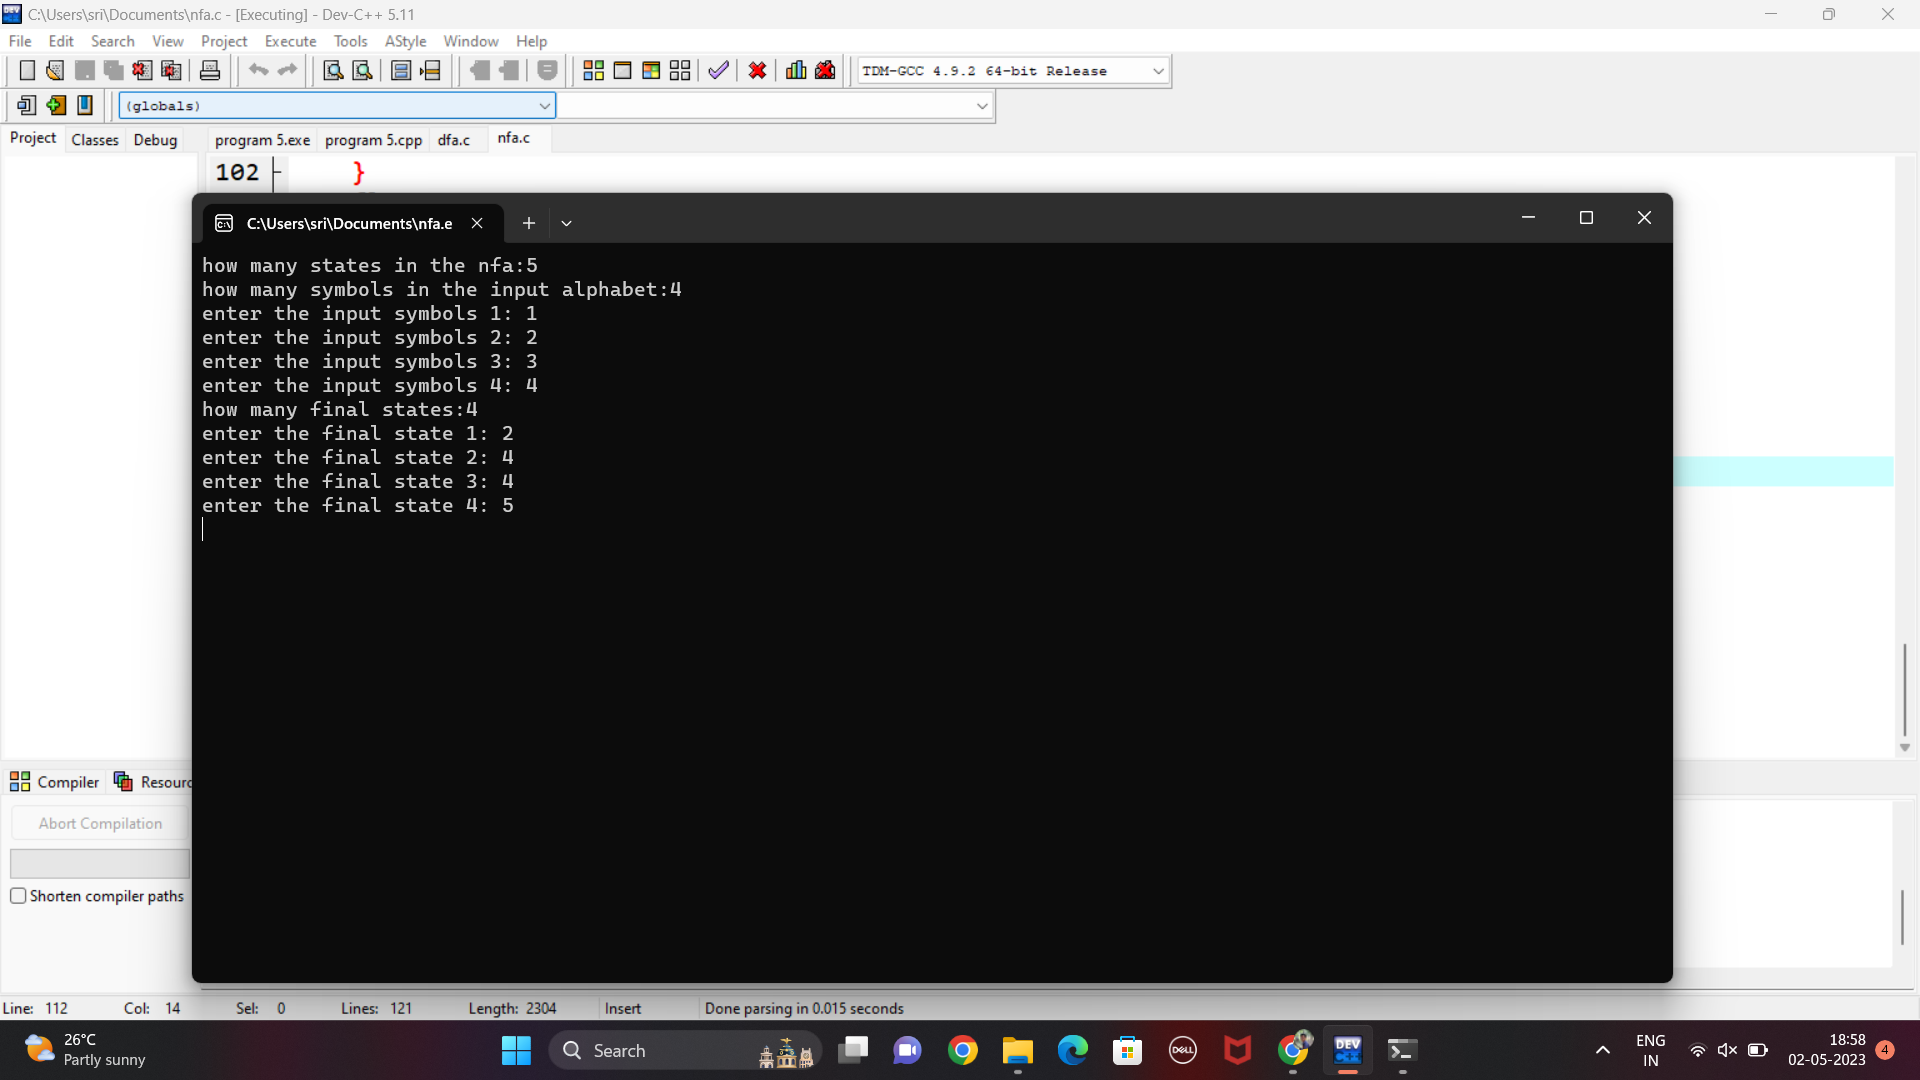 C:\Users\sri\Documents\nfa.c - [Executing] - Dev-C++ 5.11
File Edit Search View Project Execute Tools AStyle Window Help
TDM-GCC 4.9.2 64-bit Release
(globals)
Project Classes Debug program 5.exe program 5.cpp dfa.c nfa.c
102 }
C:\Users\sri\Documents\nfa.e
how many states in the nfa:5
how many symbols in the input alphabet:4
enter the input symbols 1: 1
enter the input symbols 2: 2
enter the input symbols 3: 3
enter the input symbols 4: 4
how many final states:4
enter the final state 1: 2
enter the final state 2: 4
enter the final state 3: 4
enter the final state 4: 5
Compiler Resourc
Abort Compilation
Shorten compiler paths
Line: 112 Col: 14 Sel: 0 Lines: 121 Length: 2304 Insert Done parsing in 0.015 seconds
26°C
Partly sunny
Search
DELL
DEV C++
ENG
IN
18:58
02-05-2023
4